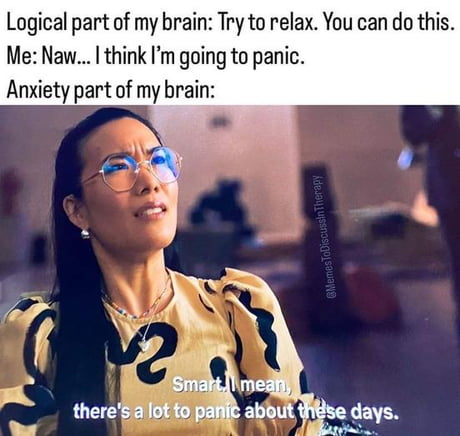 Logical part of my brain: Try to relax. You can do this.
Me: Naw... I think I'm going to panic.
Anxiety part of my brain:
@MemesToDiscussInTherapy
Smart, I mean,
there's a lot to panic about these days.